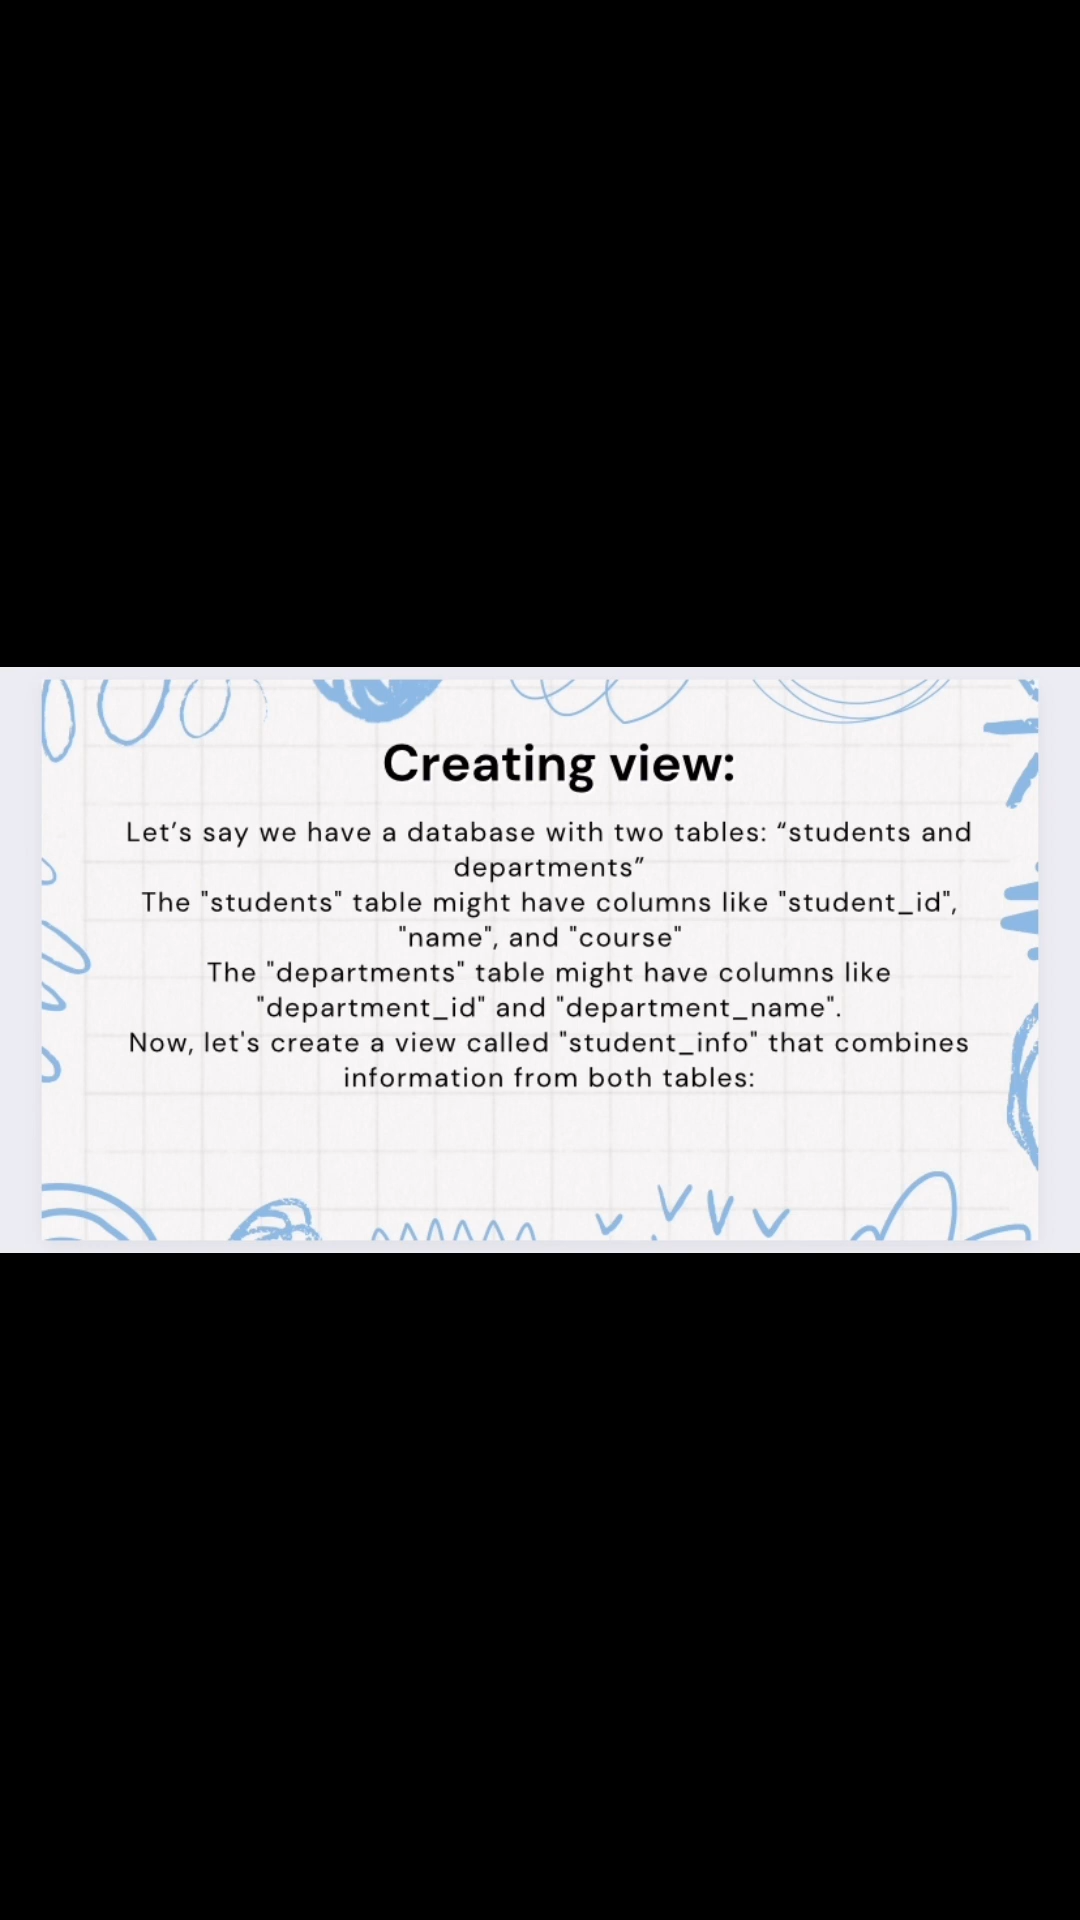 Creating view:
Let’s say we have a database with two tables: “students and
departments”
The "students" table might have columns like "student_id",
"name", and "course"
The "departments" table might have columns like
"department_id" and "department_name".
Now, let's create a view called "student_info" that combines
information from both tables: